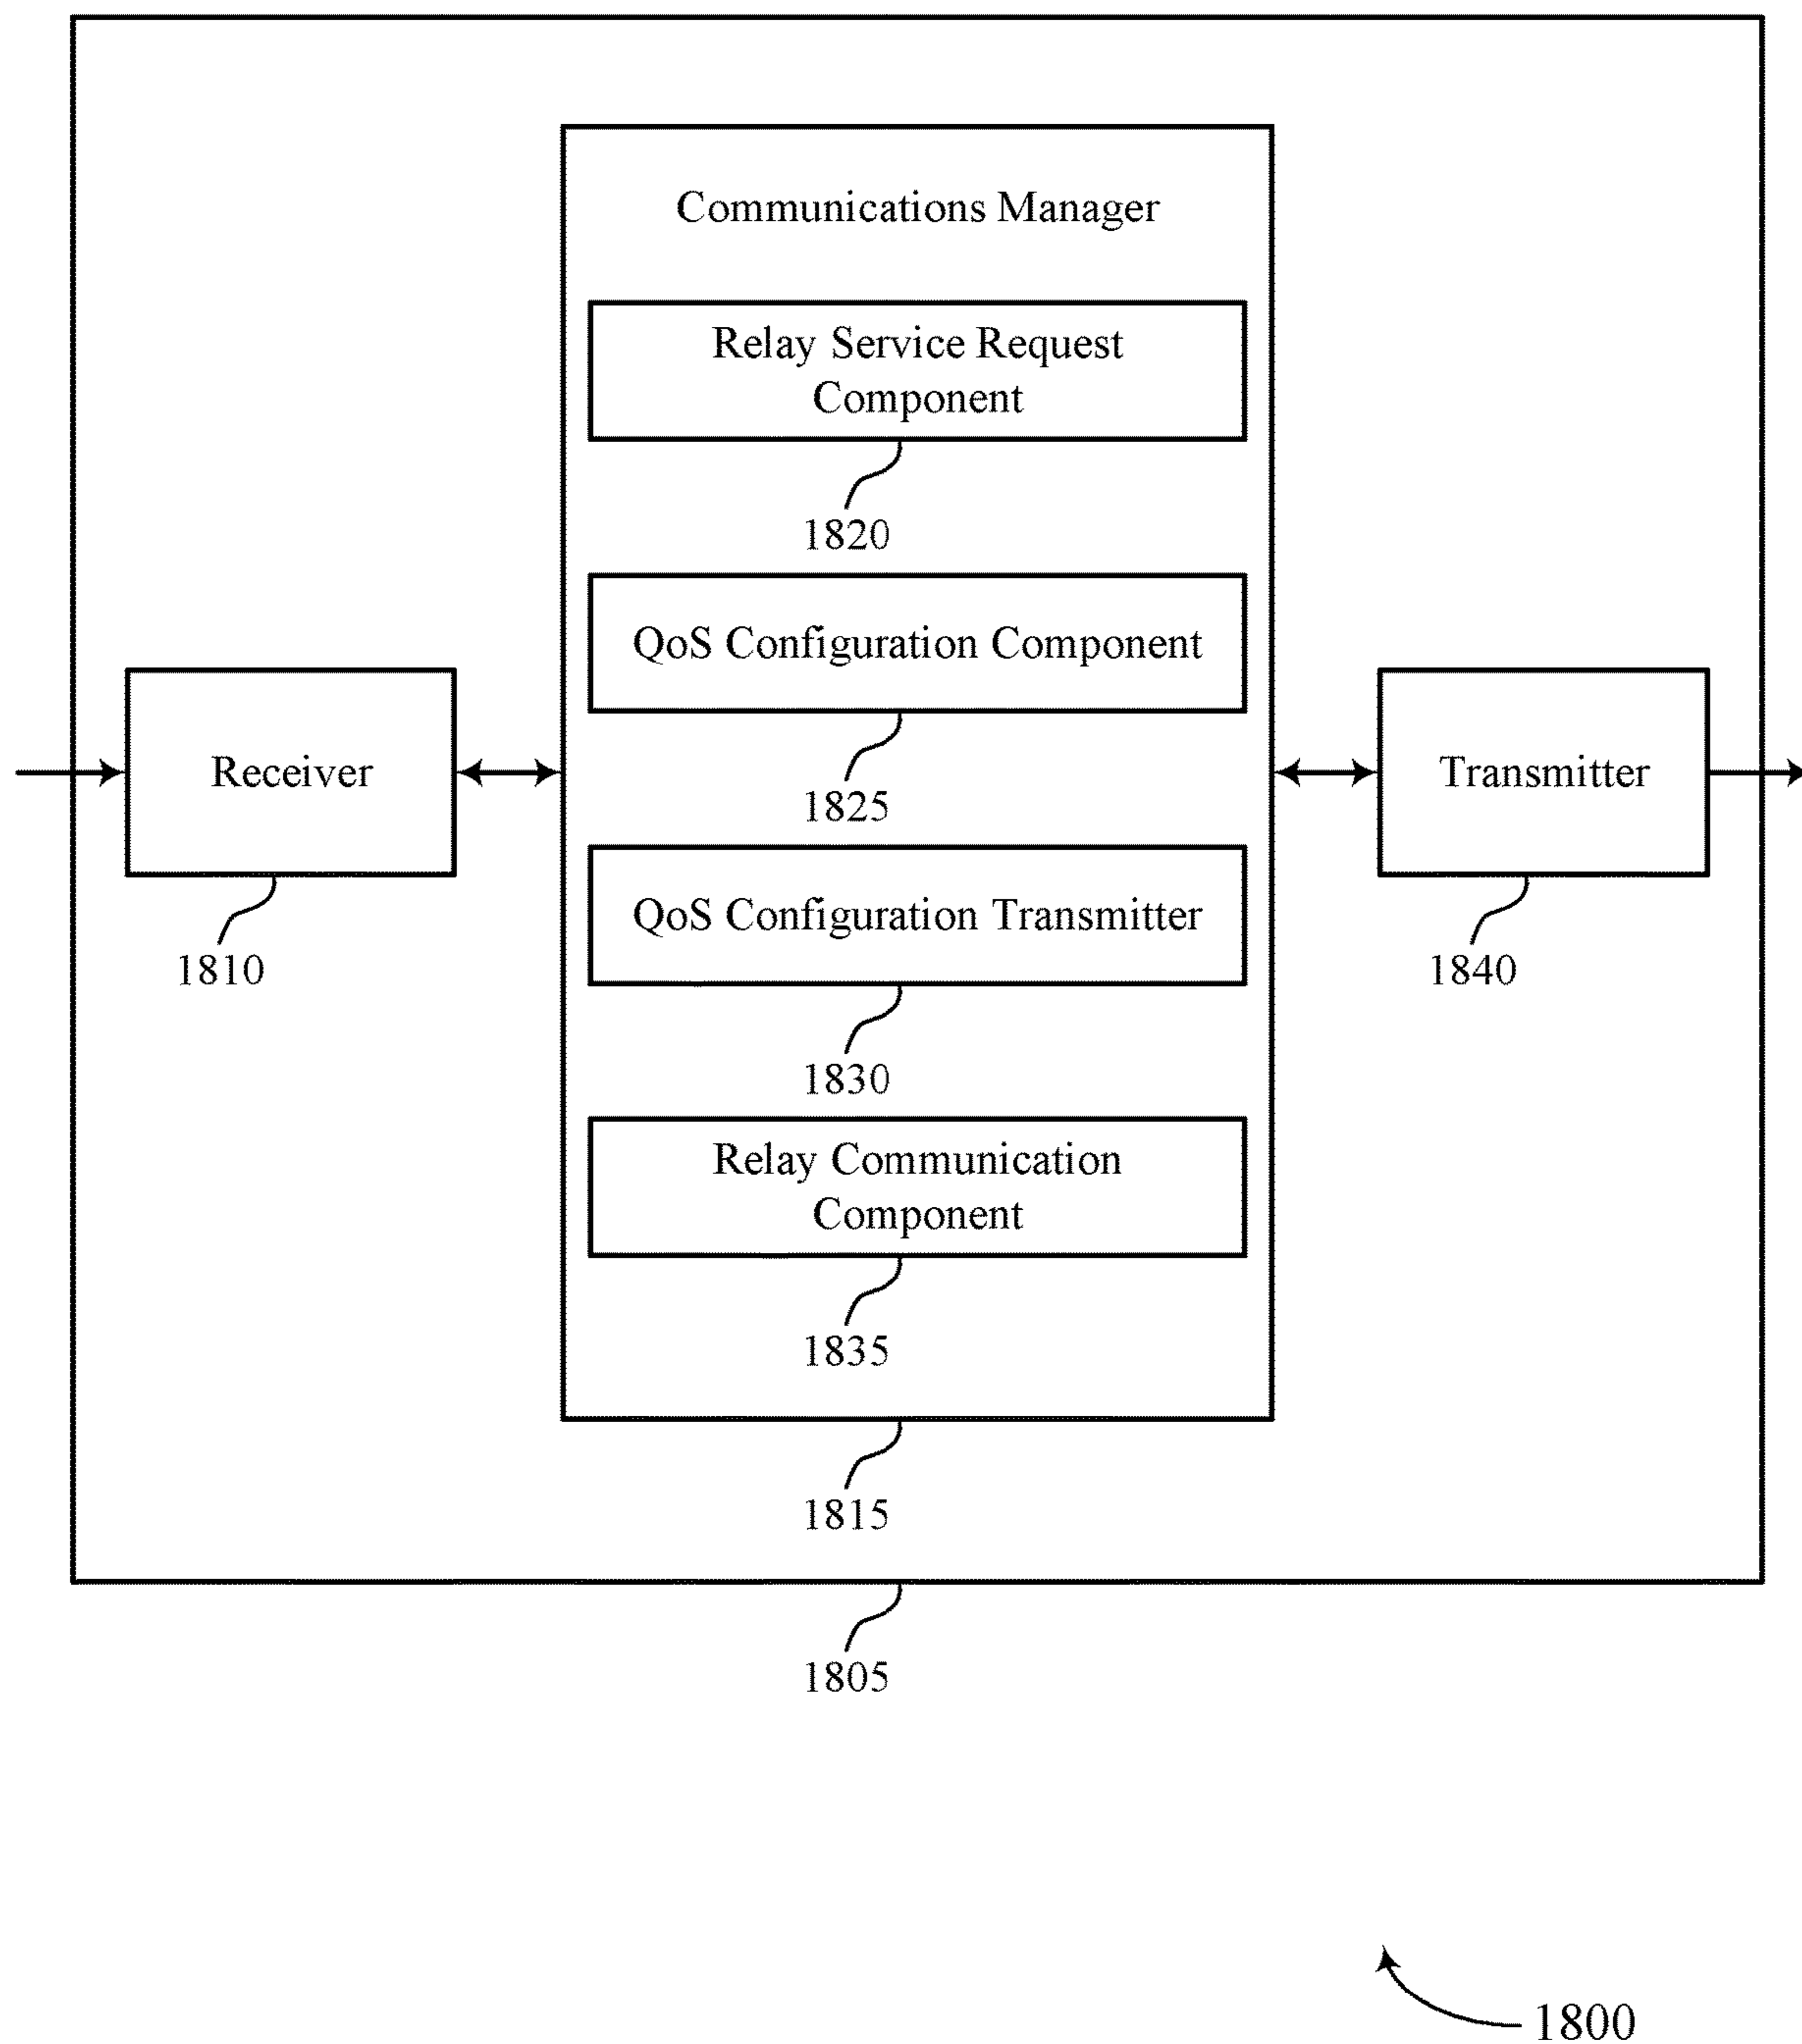 Communications Manager
Relay Service Request
Component
1820
QoS Configuration Component
1825
Receiver
1810
Transmitter
1840
QoS Configuration Transmitter
1830
Relay Communication
Component
1835
1815
1805
1800